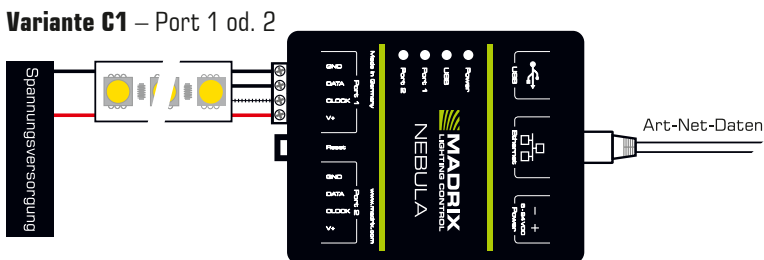 Variante C1 – Port 1 od. 2
Spannungsversorgung
GND
DATA
CLOCK
V+
Port 1
Reset
GND
DATA
CLOCK
V+
Port 2
Made in Germany
www.madrix.com
Port 2
Port 1
USB
Power
MADRIX
LIGHTING CONTROL
NEBULA
USB
Ethernet
5-24 VDC
Power
– +
Art-Net-Daten